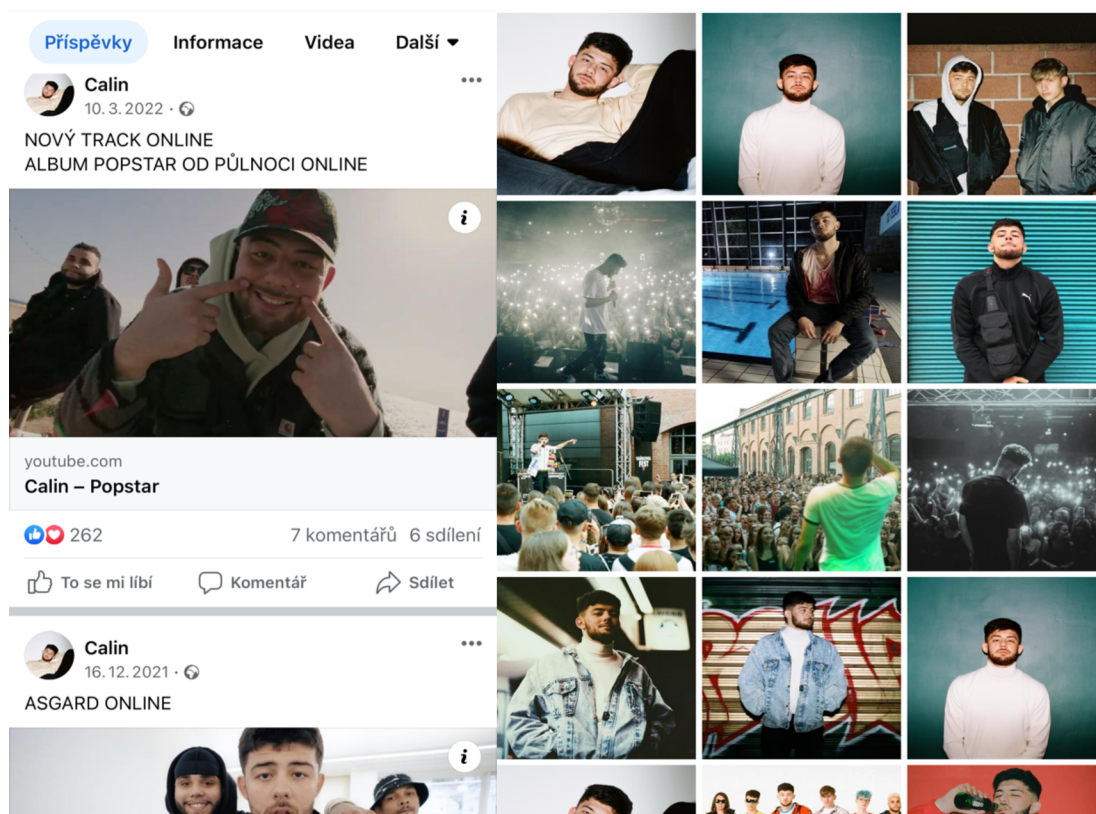 Příspěvky
Informace
Videa
Další
Calin
10. 3. 2022 ·
NOVÝ TRACK ONLINE
ALBUM POPSTAR OD PŮLNOCI ONLINE
youtube.com
Calin – Popstar
262
7 komentářů 6 sdílení
To se mi líbí
Komentář
Sdílet
Calin
16. 12. 2021 ·
ASGARD ONLINE